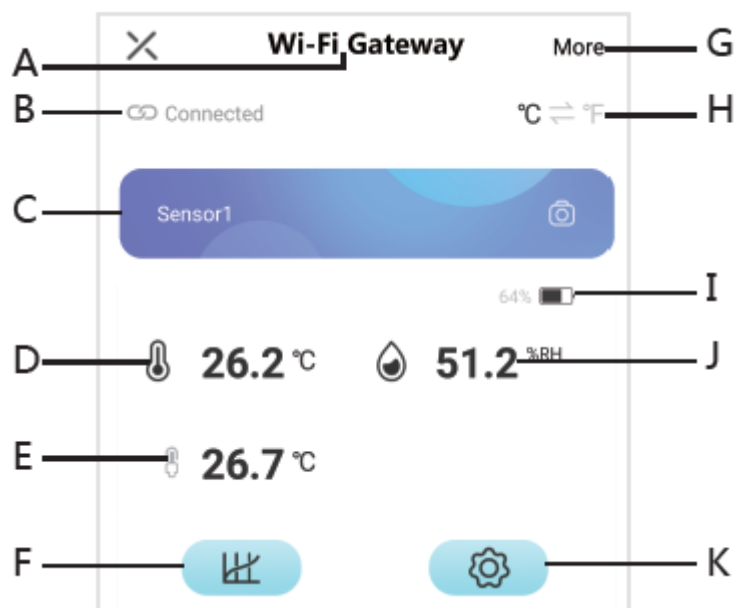 Wi-Fi Gateway
More
A
G
B
Connected
℃ ⇌ ℉
H
C
Sensor1
64%
I
D
26.2 ℃
51.2 %RH
J
E
26.7 ℃
F
K